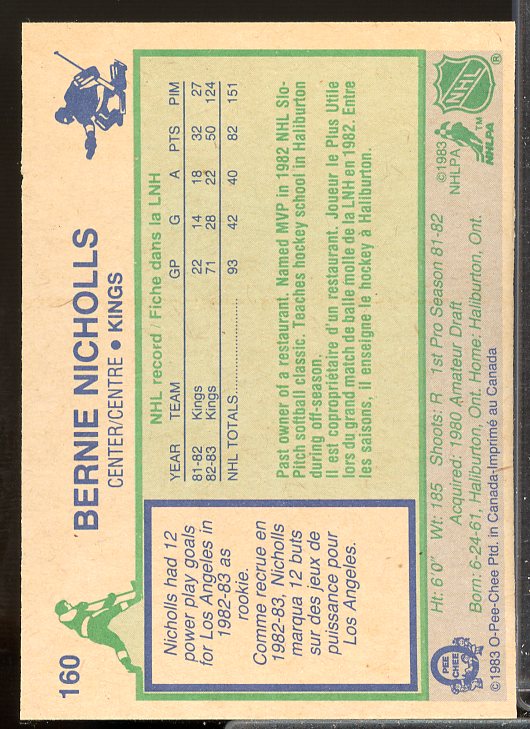 160
BERNIE NICHOLLS
CENTER/CENTRE • KINGS
Nicholls had 12
power play goals
for Los Angeles in
1982-83 as
rookie.
Comme recrue en
1982-83, Nicholls
marqua 12 buts
sur des jeux de
puissance pour
Los Angeles.
NHL record / Fiche dans la LNH
YEAR TEAM GP G A PTS PIM
81-82 Kings 22 14 18 32 27
82-83 Kings 71 28 22 50 124
NHL TOTALS............... 93 42 40 82 151
Past owner of a restaurant. Named MVP in 1982 NHL Slo-
Pitch softball classic. Teaches hockey school in Haliburton
during off-season.
Il est copropriétaire d'un restaurant. Joueur le Plus Utile
lors du grand match de balle molle de la LNH en 1982. Entre
les saisons, il enseigne le hockey à Haliburton.
Ht: 6'0" Wt: 185 Shoots: R 1st Pro Season 81-82
Acquired: 1980 Amateur Draft
Born: 6-24-61, Haliburton, Ont. Home: Haliburton, Ont.
©1983 O-Pee-Chee Ptd. in Canada-Imprimé au Canada
O
PEE
CHEE
©1983
NHLPA
NHLPA
TM
NHL
®